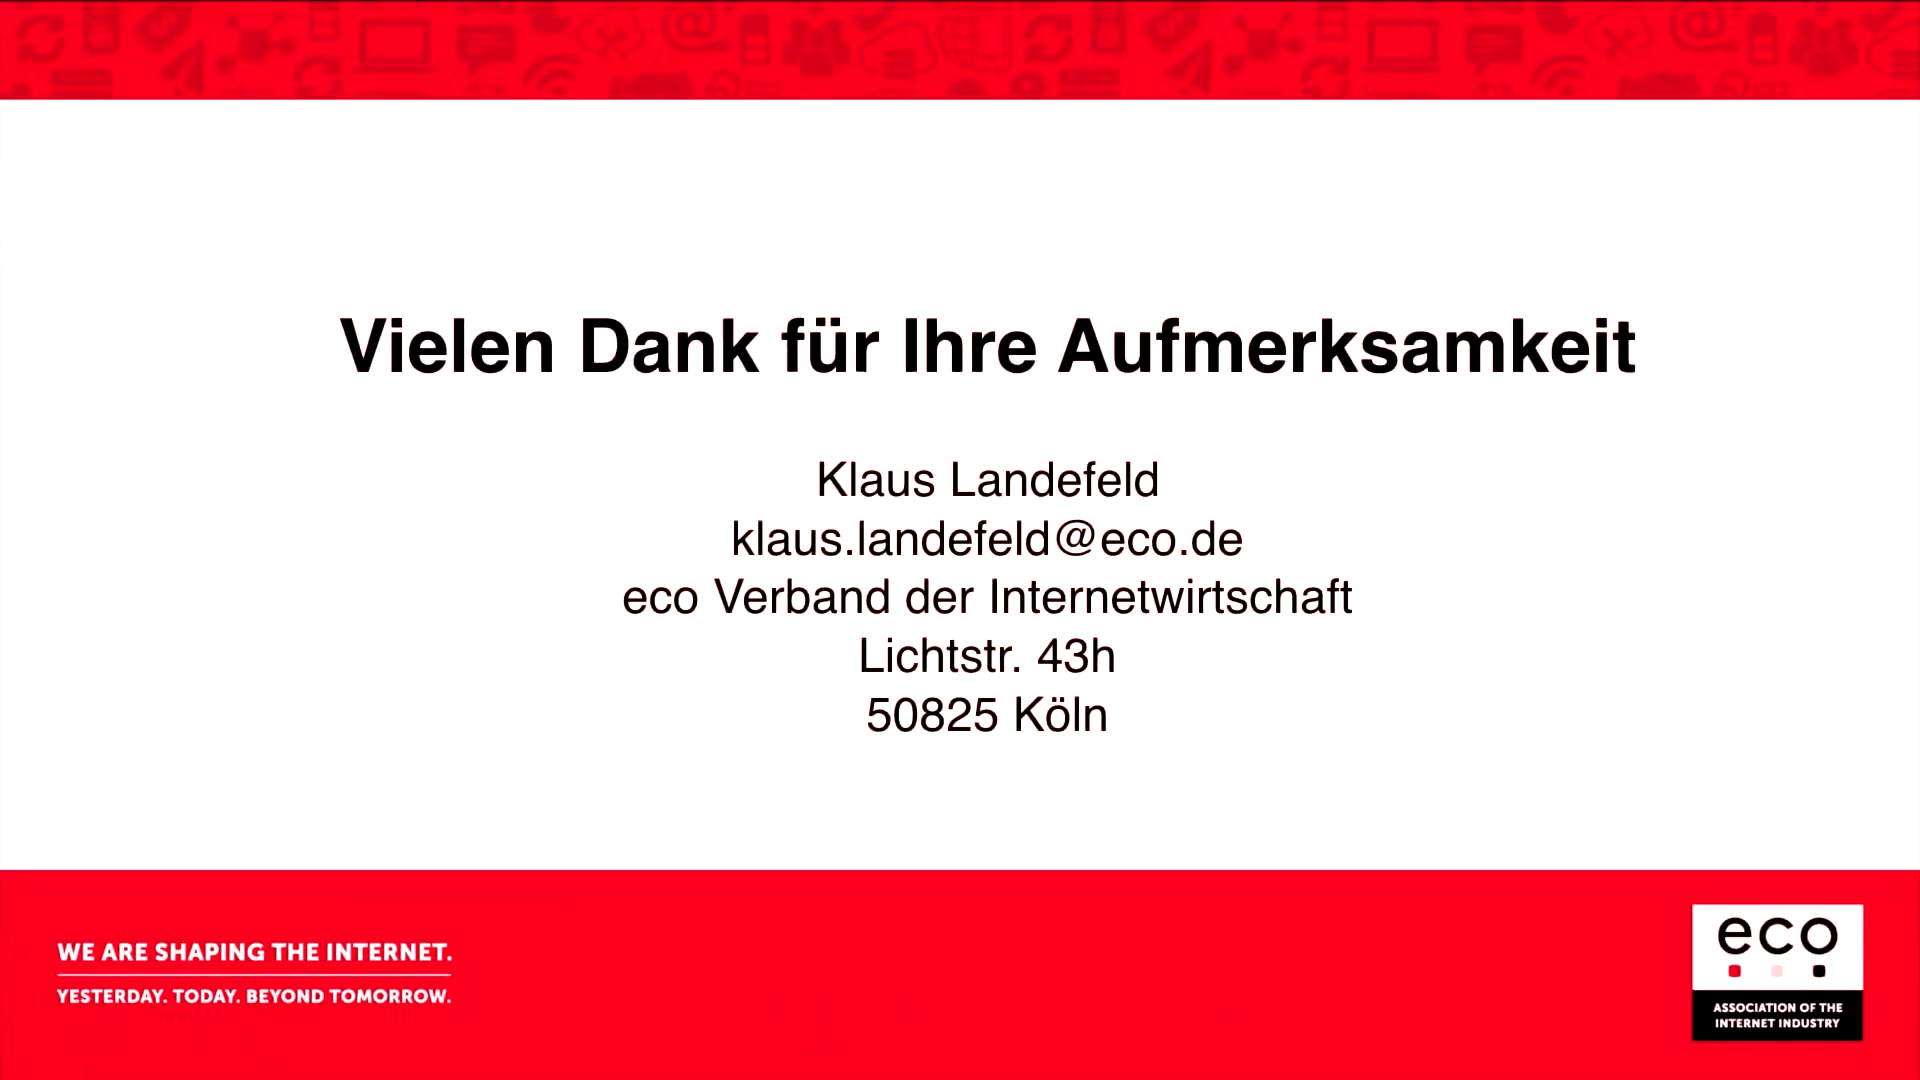 Vielen Dank für Ihre Aufmerksamkeit
Klaus Landefeld
klaus.landefeld@eco.de
eco Verband der Internetwirtschaft
Lichtstr. 43h
50825 Köln
WE ARE SHAPING THE INTERNET.
YESTERDAY. TODAY. BEYOND TOMORROW.
eco
ASSOCIATION OF THE
INTERNET INDUSTRY